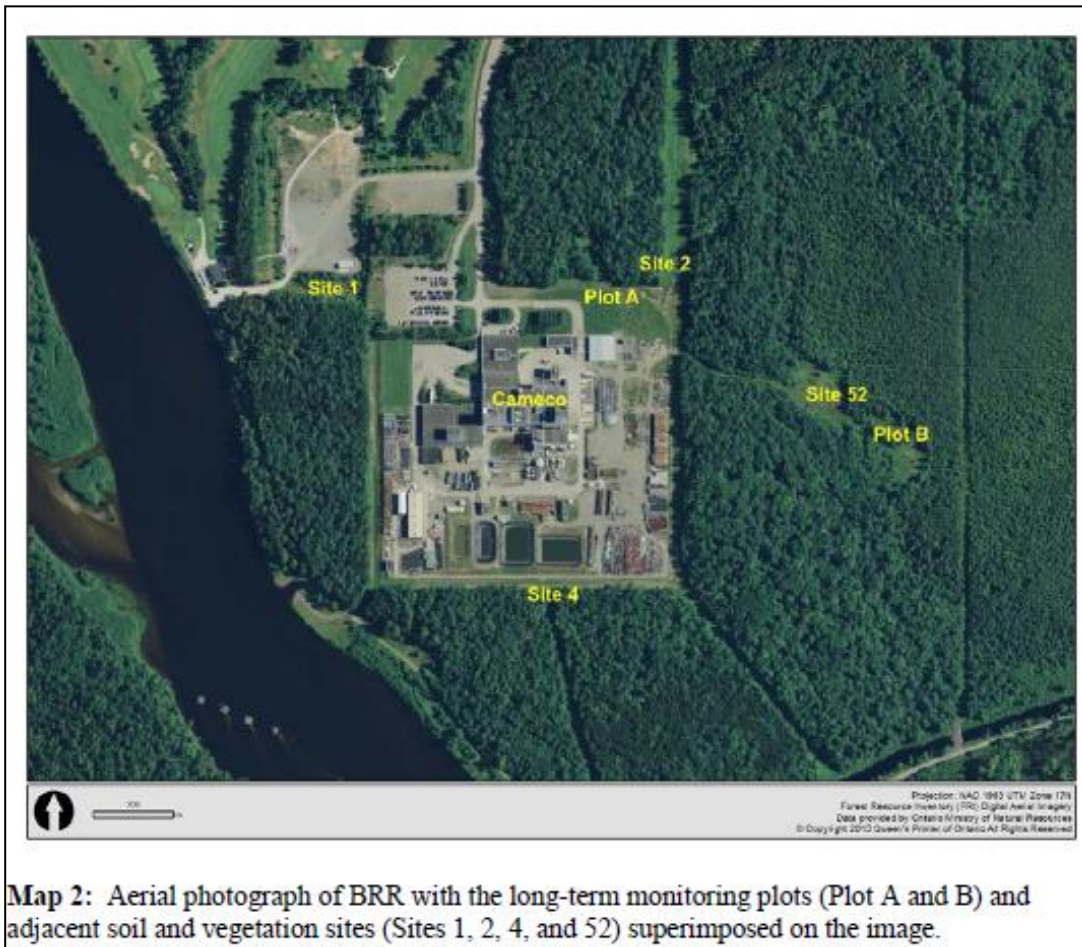 Site 2
Site 1
Plot A
Site 52
Cameco
Plot B
Site 4
100
m
Projection: NAD 1983 UTM Zone 17N
Forest Resource Inventory (FRI) Digital Aerial Imagery
Data provided by Ontario Ministry of Natural Resources
© Copyright 2013 Queen's Printer of Ontario All Rights Reserved
Map 2: Aerial photograph of BRR with the long-term monitoring plots (Plot A and B) and
adjacent soil and vegetation sites (Sites 1, 2, 4, and 52) superimposed on the image.